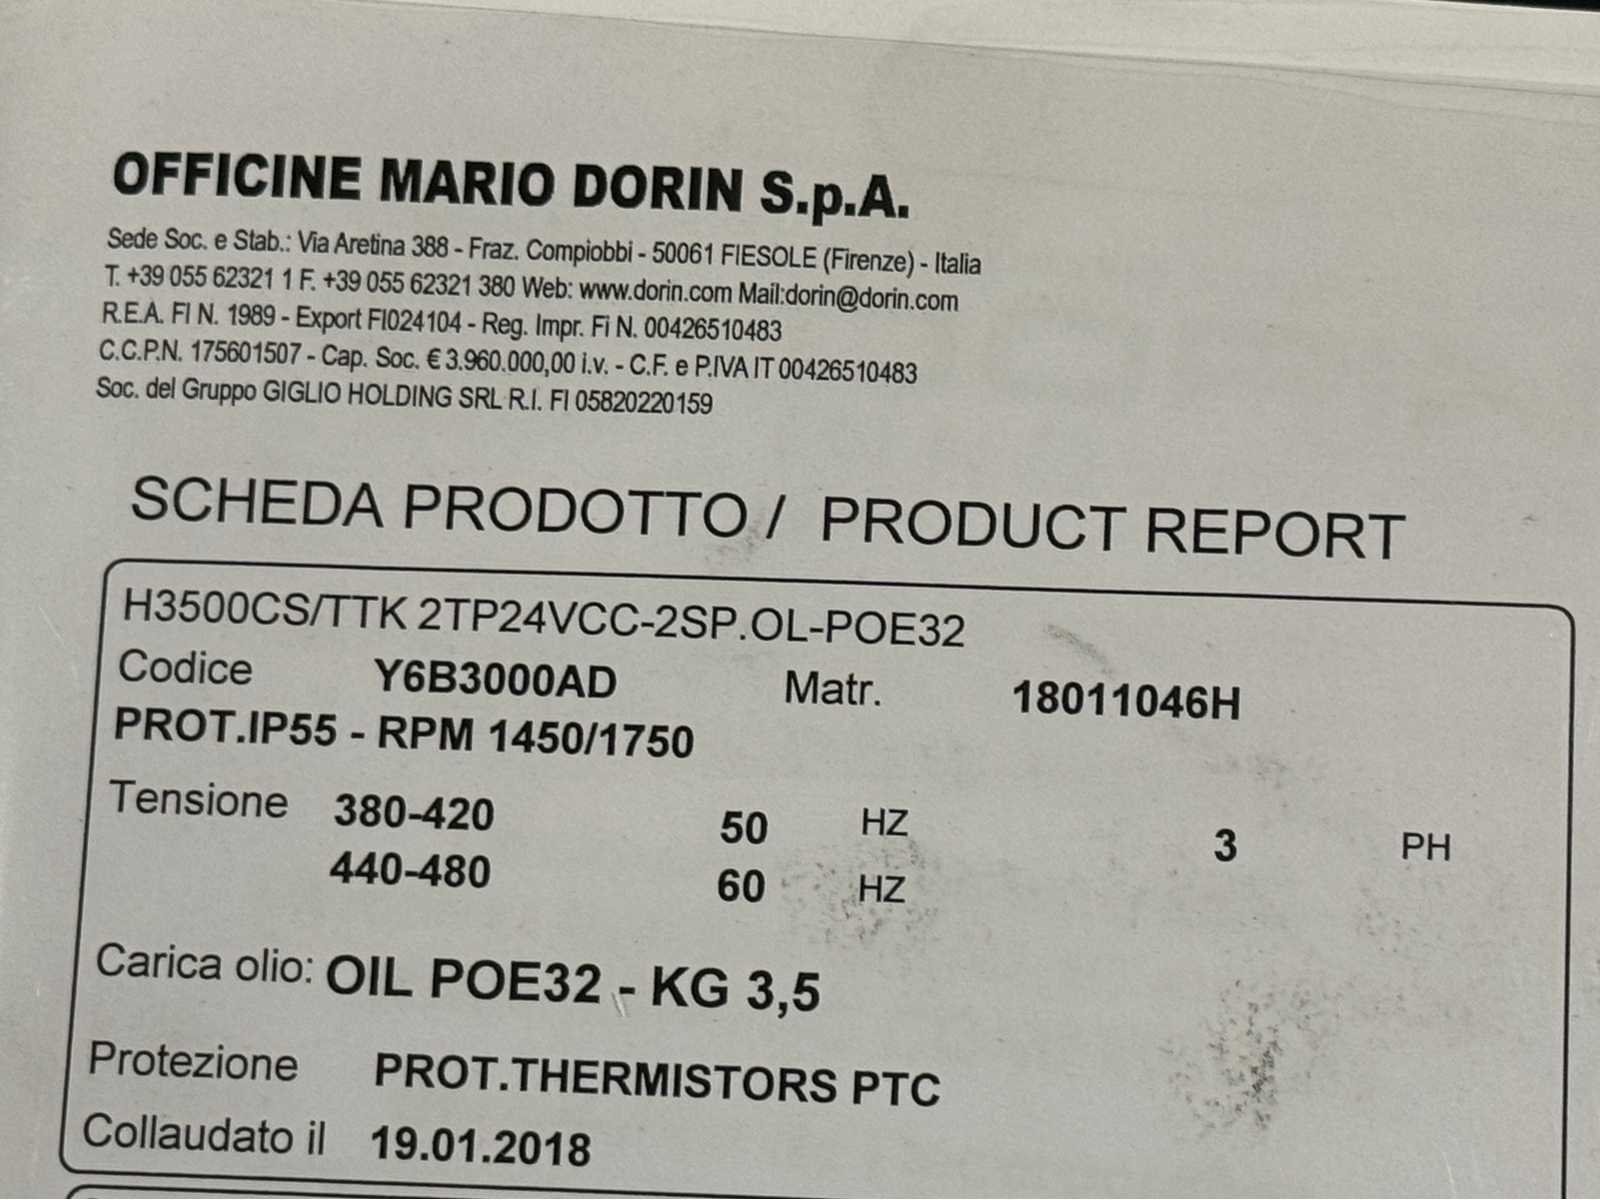 OFFICINE MARIO DORIN S.p.A.
Sede Soc. e Stab.: Via Aretina 388 - Fraz. Compiobbi - 50061 FIESOLE (Firenze) - Italia
T. +39 055 62321 1 F. +39 055 62321 380 Web: www.dorin.com Mail:dorin@dorin.com
R.E.A. FI N. 1989 - Export FI024104 - Reg. Impr. Fi N. 00426510483
C.C.P.N. 175601507 - Cap. Soc. € 3.960.000,00 i.v. - C.F. e P.IVA IT 00426510483
Soc. del Gruppo GIGLIO HOLDING SRL R.I. FI 05820220159
SCHEDA PRODOTTO / PRODUCT REPORT
H3500CS/TTK 2TP24VCC-2SP.OL-POE32
Codice Y6B3000AD Matr. 18011046H
PROT.IP55 - RPM 1450/1750
Tensione 380-420 50 HZ 3 PH
440-480 60 HZ
Carica olio: OIL POE32 - KG 3,5
Protezione PROT.THERMISTORS PTC
Collaudato il 19.01.2018